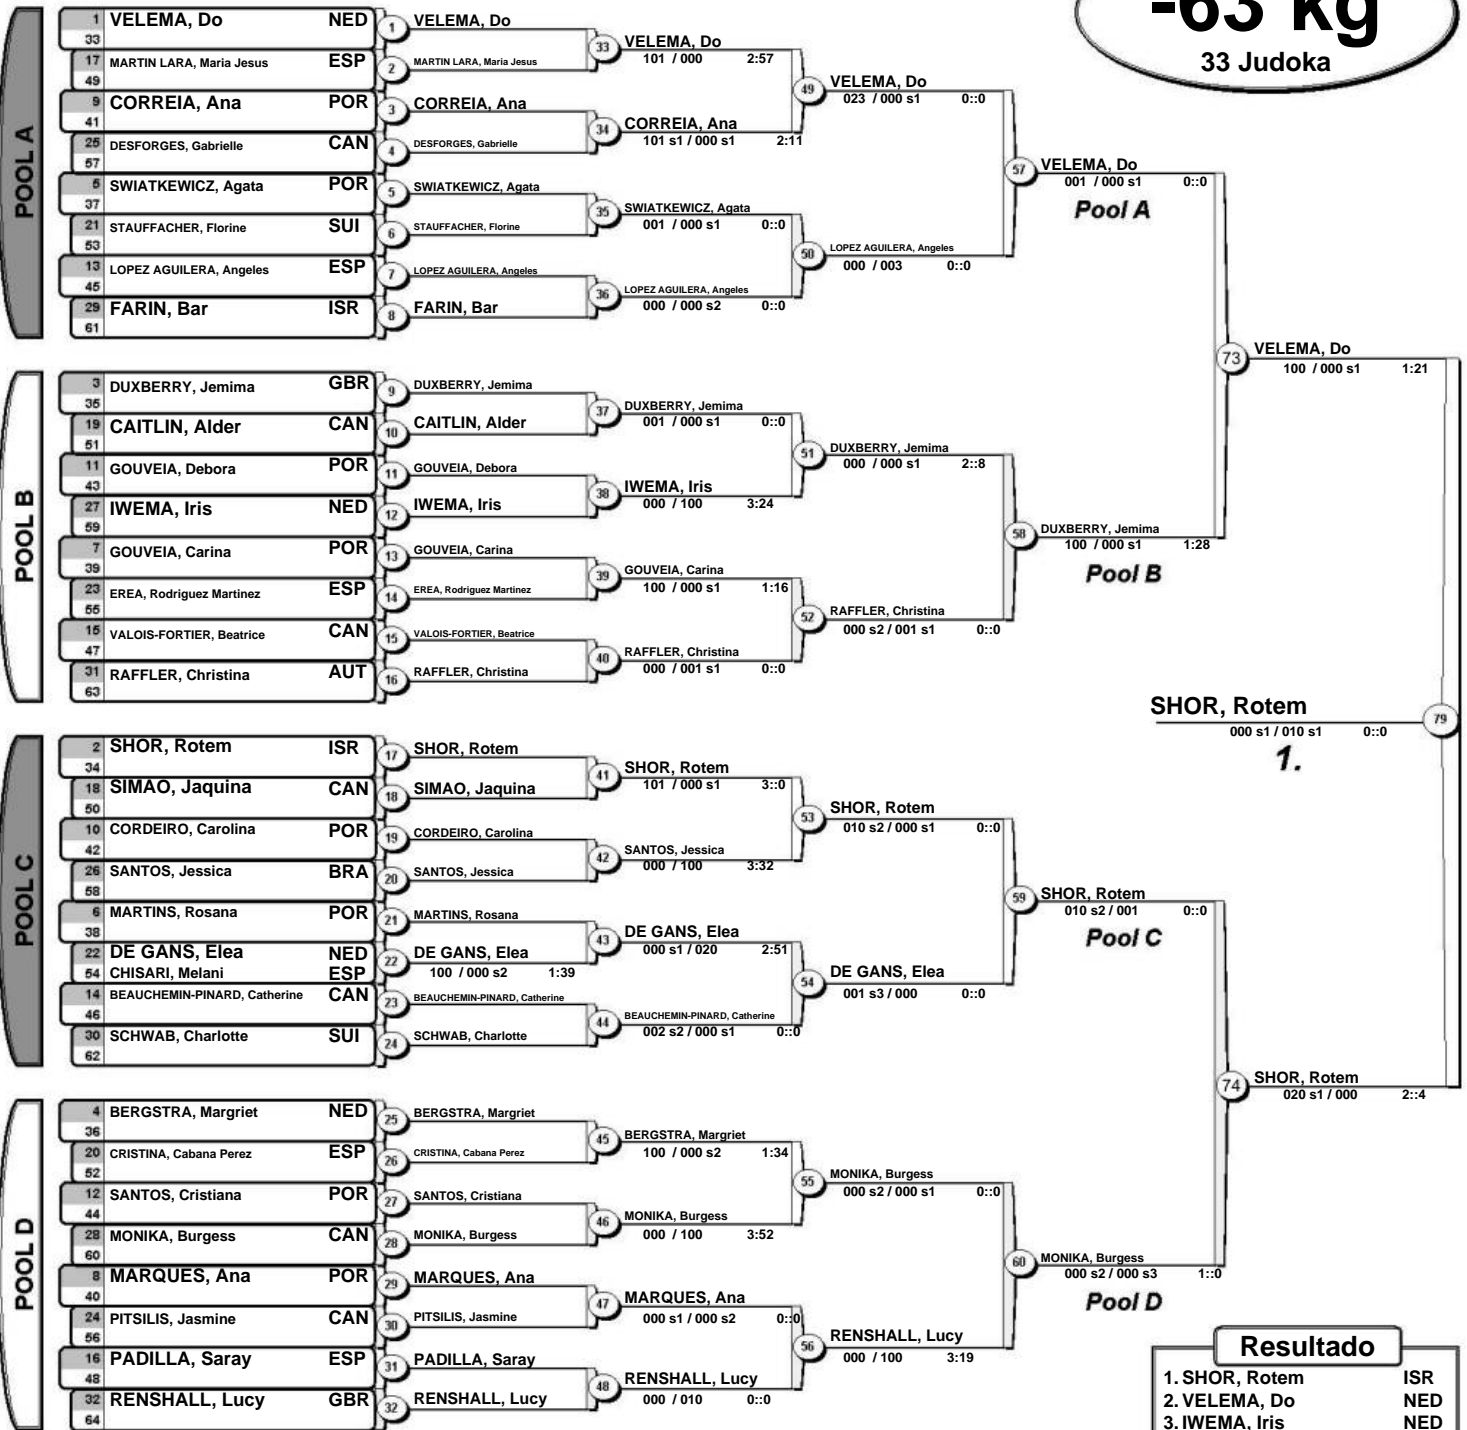 -63 kg
33 Judoka
POOL A
1 VELEMA, Do NED
33
17 MARTIN LARA, Maria Jesus ESP
49
9 CORREIA, Ana POR
41
25 DESFORGES, Gabrielle CAN
57
5 SWIATKEWICZ, Agata POR
37
21 STAUFFACHER, Florine SUI
53
13 LOPEZ AGUILERA, Angeles ESP
45
29 FARIN, Bar ISR
61
1 VELEMA, Do
2 MARTIN LARA, Maria Jesus
3 CORREIA, Ana
4 DESFORGES, Gabrielle
5 SWIATKEWICZ, Agata
6 STAUFFACHER, Florine
7 LOPEZ AGUILERA, Angeles
8 FARIN, Bar
33 VELEMA, Do
101 / 000 2:57
34 CORREIA, Ana
101 s1 / 000 s1 2:11
35 SWIATKEWICZ, Agata
001 / 000 s1 0::0
36 LOPEZ AGUILERA, Angeles
000 / 000 s2 0::0
49 VELEMA, Do
023 / 000 s1 0::0
50 LOPEZ AGUILERA, Angeles
000 / 003 0::0
57 VELEMA, Do
001 / 000 s1 0::0
Pool A
POOL B
3 DUXBERRY, Jemima GBR
35
19 CAITLIN, Alder CAN
51
11 GOUVEIA, Debora POR
43
27 IWEMA, Iris NED
59
7 GOUVEIA, Carina POR
39
23 EREA, Rodriguez Martinez ESP
55
15 VALOIS-FORTIER, Beatrice CAN
47
31 RAFFLER, Christina AUT
63
9 DUXBERRY, Jemima
10 CAITLIN, Alder
11 GOUVEIA, Debora
12 IWEMA, Iris
13 GOUVEIA, Carina
14 EREA, Rodriguez Martinez
15 VALOIS-FORTIER, Beatrice
16 RAFFLER, Christina
37 DUXBERRY, Jemima
001 / 000 s1 0::0
38 IWEMA, Iris
000 / 100 3:24
39 GOUVEIA, Carina
100 / 000 s1 1:16
40 RAFFLER, Christina
000 / 001 s1 0::0
51 DUXBERRY, Jemima
000 / 000 s1 2::8
52 RAFFLER, Christina
000 s2 / 001 s1 0::0
58 DUXBERRY, Jemima
100 / 000 s1 1:28
Pool B
73 VELEMA, Do
100 / 000 s1 1:21
SHOR, Rotem
79
000 s1 / 010 s1 0::0
1.
POOL C
2 SHOR, Rotem ISR
34
18 SIMAO, Jaquina CAN
50
10 CORDEIRO, Carolina POR
42
26 SANTOS, Jessica BRA
58
6 MARTINS, Rosana POR
38
22 DE GANS, Elea NED
54 CHISARI, Melani ESP
14 BEAUCHEMIN-PINARD, Catherine CAN
46
30 SCHWAB, Charlotte SUI
62
17 SHOR, Rotem
18 SIMAO, Jaquina
19 CORDEIRO, Carolina
20 SANTOS, Jessica
21 MARTINS, Rosana
22 DE GANS, Elea
100 / 000 s2 1:39
23 BEAUCHEMIN-PINARD, Catherine
24 SCHWAB, Charlotte
41 SHOR, Rotem
101 / 000 s1 3::0
42 SANTOS, Jessica
000 / 100 3:32
43 DE GANS, Elea
000 s1 / 020 2:51
44 BEAUCHEMIN-PINARD, Catherine
002 s2 / 000 s1 0::0
53 SHOR, Rotem
010 s2 / 000 s1 0::0
54 DE GANS, Elea
001 s3 / 000 0::0
59 SHOR, Rotem
010 s2 / 001 0::0
Pool C
POOL D
4 BERGSTRA, Margriet NED
36
20 CRISTINA, Cabana Perez ESP
52
12 SANTOS, Cristiana POR
44
28 MONIKA, Burgess CAN
60
8 MARQUES, Ana POR
40
24 PITSILIS, Jasmine CAN
56
16 PADILLA, Saray ESP
48
32 RENSHALL, Lucy GBR
64
25 BERGSTRA, Margriet
26 CRISTINA, Cabana Perez
27 SANTOS, Cristiana
28 MONIKA, Burgess
29 MARQUES, Ana
30 PITSILIS, Jasmine
31 PADILLA, Saray
32 RENSHALL, Lucy
45 BERGSTRA, Margriet
100 / 000 s2 1:34
46 MONIKA, Burgess
000 / 100 3:52
47 MARQUES, Ana
000 s1 / 000 s2 0::0
48 RENSHALL, Lucy
000 / 010 0::0
55 MONIKA, Burgess
000 s2 / 000 s1 0::0
56 RENSHALL, Lucy
000 / 100 3:19
60 MONIKA, Burgess
000 s2 / 000 s3 1::0
Pool D
74 SHOR, Rotem
020 s1 / 000 2::4
Resultado
1. SHOR, Rotem ISR
2. VELEMA, Do NED
3. IWEMA, Iris NED